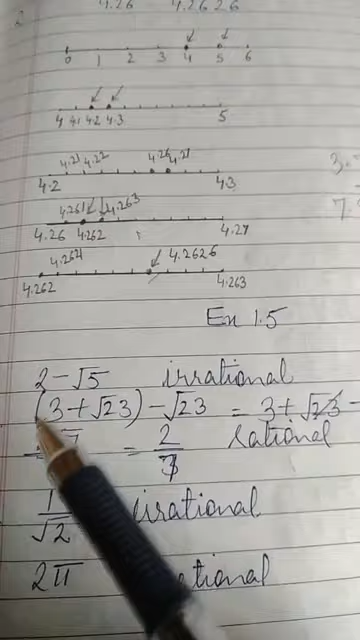 4.26 4.2626
0 1 2 3 4 5 6
4 4.1 4.2 4.3 5
4.21 4.22 4.26 4.27
4.2 4.3
4.261 4.263
4.26 4.262 4.27
4.2621 4.2626
4.262 4.263
Ex 1.5
2 - √5 irrational
(3 + √23) - √23 = 3 + √23 -
= 2/7 rational
1/√2 irrational
2π